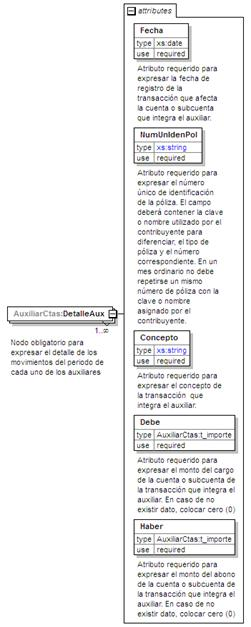 attributes
Fecha
type xs:date
use required
Atributo requerido para
expresar la fecha de
registro de la
transacción que afecta
la cuenta o subcuenta
que integra el auxiliar.
NumUnIdenPol
type xs:string
use required
Atributo requerido para
expresar el número
único de identificación
de la póliza. El campo
deberá contener la clave
o nombre utilizado por el
contribuyente para
diferenciar, el tipo de
póliza y el número
correspondiente. En un
mes ordinario no debe
repetirse un mismo
número de póliza con la
clave o nombre
asignado por el
contribuyente.
AuxiliarCtas:DetalleAux
1..∞
Nodo obligatorio para
expresar el detalle de los
movimientos del periodo de
cada uno de los auxiliares
Concepto
type xs:string
use required
Atributo requerido para
expresar el concepto de
la transacción que
integra el auxiliar.
Debe
type AuxiliarCtas:t_importe
use required
Atributo requerido para
expresar el monto del cargo
de la cuenta o subcuenta de
la transacción que integra el
auxiliar. En caso de no
existir dato, colocar cero (0)
Haber
type AuxiliarCtas:t_importe
use required
Atributo requerido para
expresar el monto del abono
de la cuenta o subcuenta de
la transacción que integra el
auxiliar. En caso de no
existir dato, colocar cero (0)